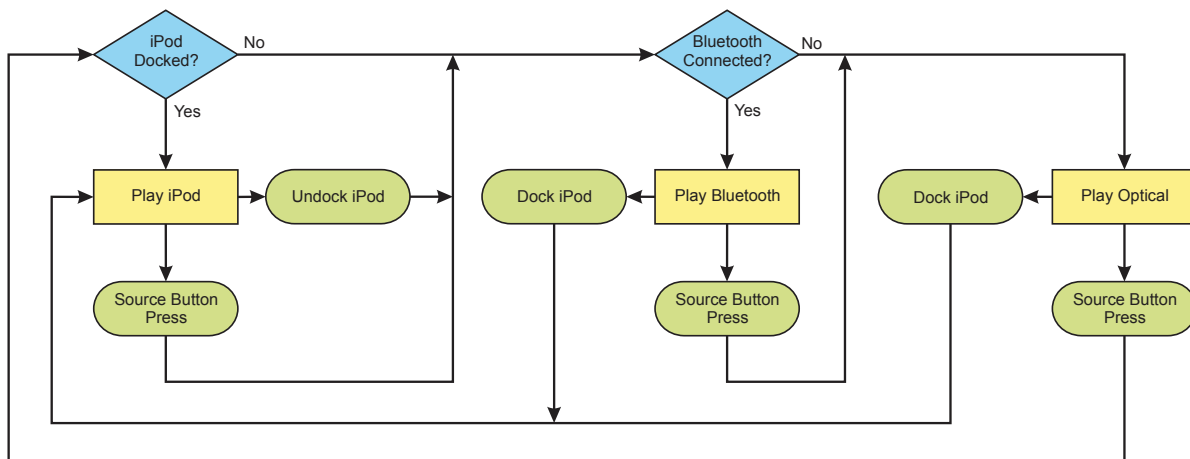 iPod
Docked?
No
Yes
Bluetooth
Connected?
No
Yes
Play iPod
Undock iPod
Dock iPod
Play Bluetooth
Dock iPod
Play Optical
Source Button
Press
Source Button
Press
Source Button
Press